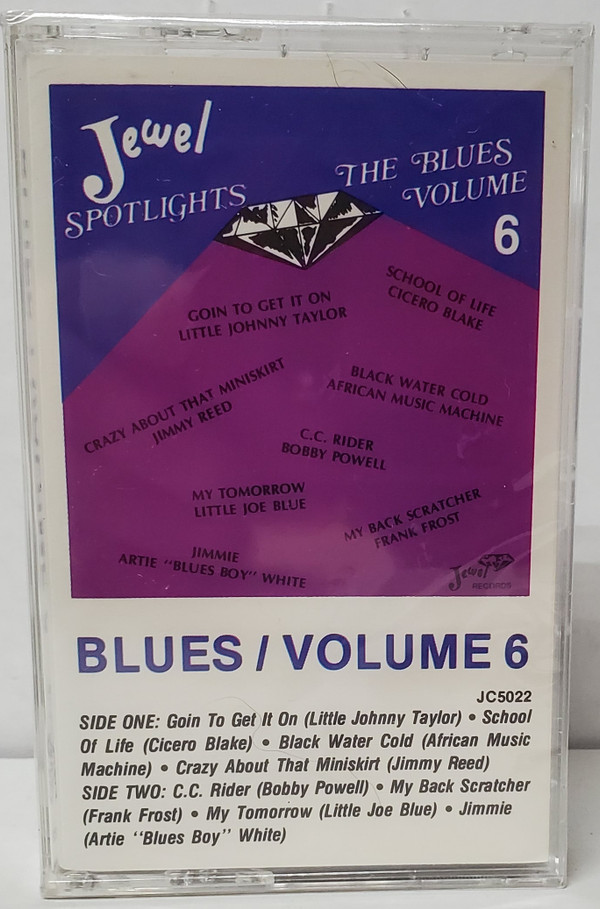 Jewel
SPOTLIGHTS
THE BLUES
VOLUME
6
GOIN TO GET IT ON
LITTLE JOHNNY TAYLOR
SCHOOL OF LIFE
CICERO BLAKE
CRAZY ABOUT THAT MINISKIRT
JIMMY REED
BLACK WATER COLD
AFRICAN MUSIC MACHINE
C.C. RIDER
BOBBY POWELL
MY TOMORROW
LITTLE JOE BLUE
MY BACK SCRATCHER
FRANK FROST
JIMMIE
ARTIE "BLUES BOY" WHITE
Jewel
RECORDS
BLUES / VOLUME 6
JC5022
SIDE ONE: Goin To Get It On (Little Johnny Taylor) • School
Of Life (Cicero Blake) • Black Water Cold (African Music
Machine) • Crazy About That Miniskirt (Jimmy Reed)
SIDE TWO: C.C. Rider (Bobby Powell) • My Back Scratcher
(Frank Frost) • My Tomorrow (Little Joe Blue) • Jimmie
(Artie "Blues Boy" White)